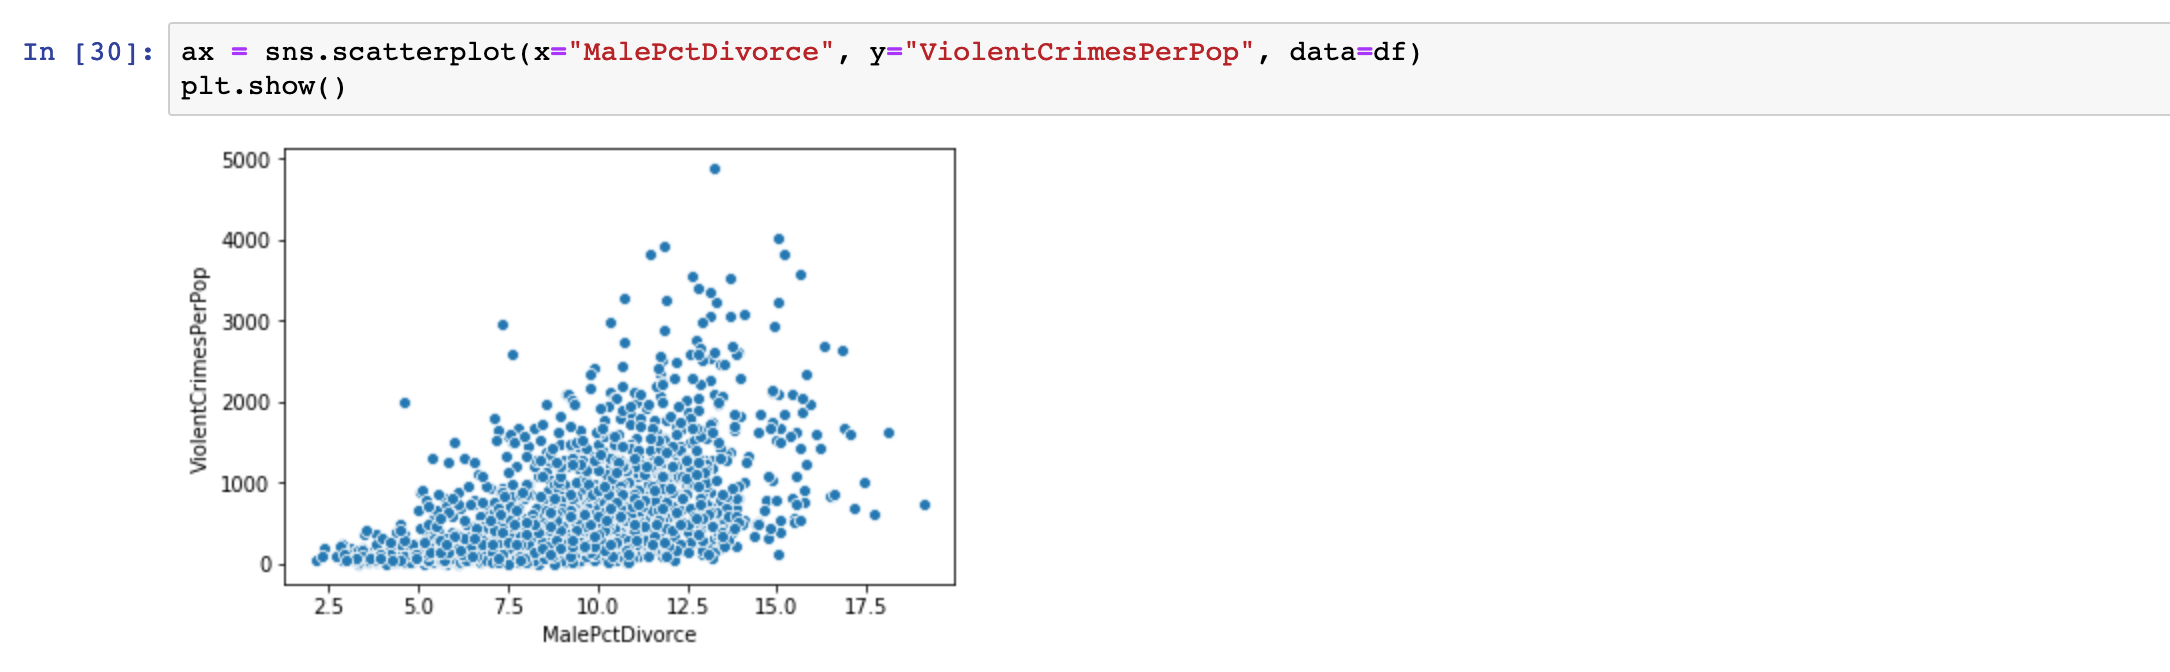 In [30]: ax = sns.scatterplot(x="MalePctDivorce", y="ViolentCrimesPerPop", data=df)
plt.show()
5000
4000
3000
2000
1000
0
ViolentCrimesPerPop
2.5 5.0 7.5 10.0 12.5 15.0 17.5
MalePctDivorce